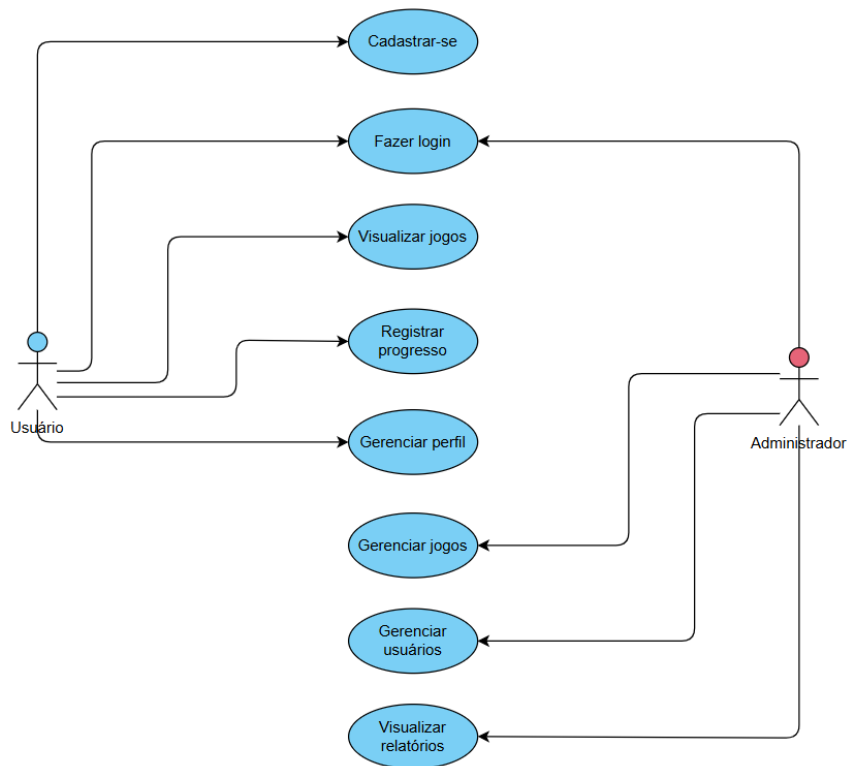 Cadastrar-se
Fazer login
Visualizar jogos
Registrar
progresso
Usuário
Gerenciar perfil
Administrador
Gerenciar jogos
Gerenciar
usuários
Visualizar
relatórios